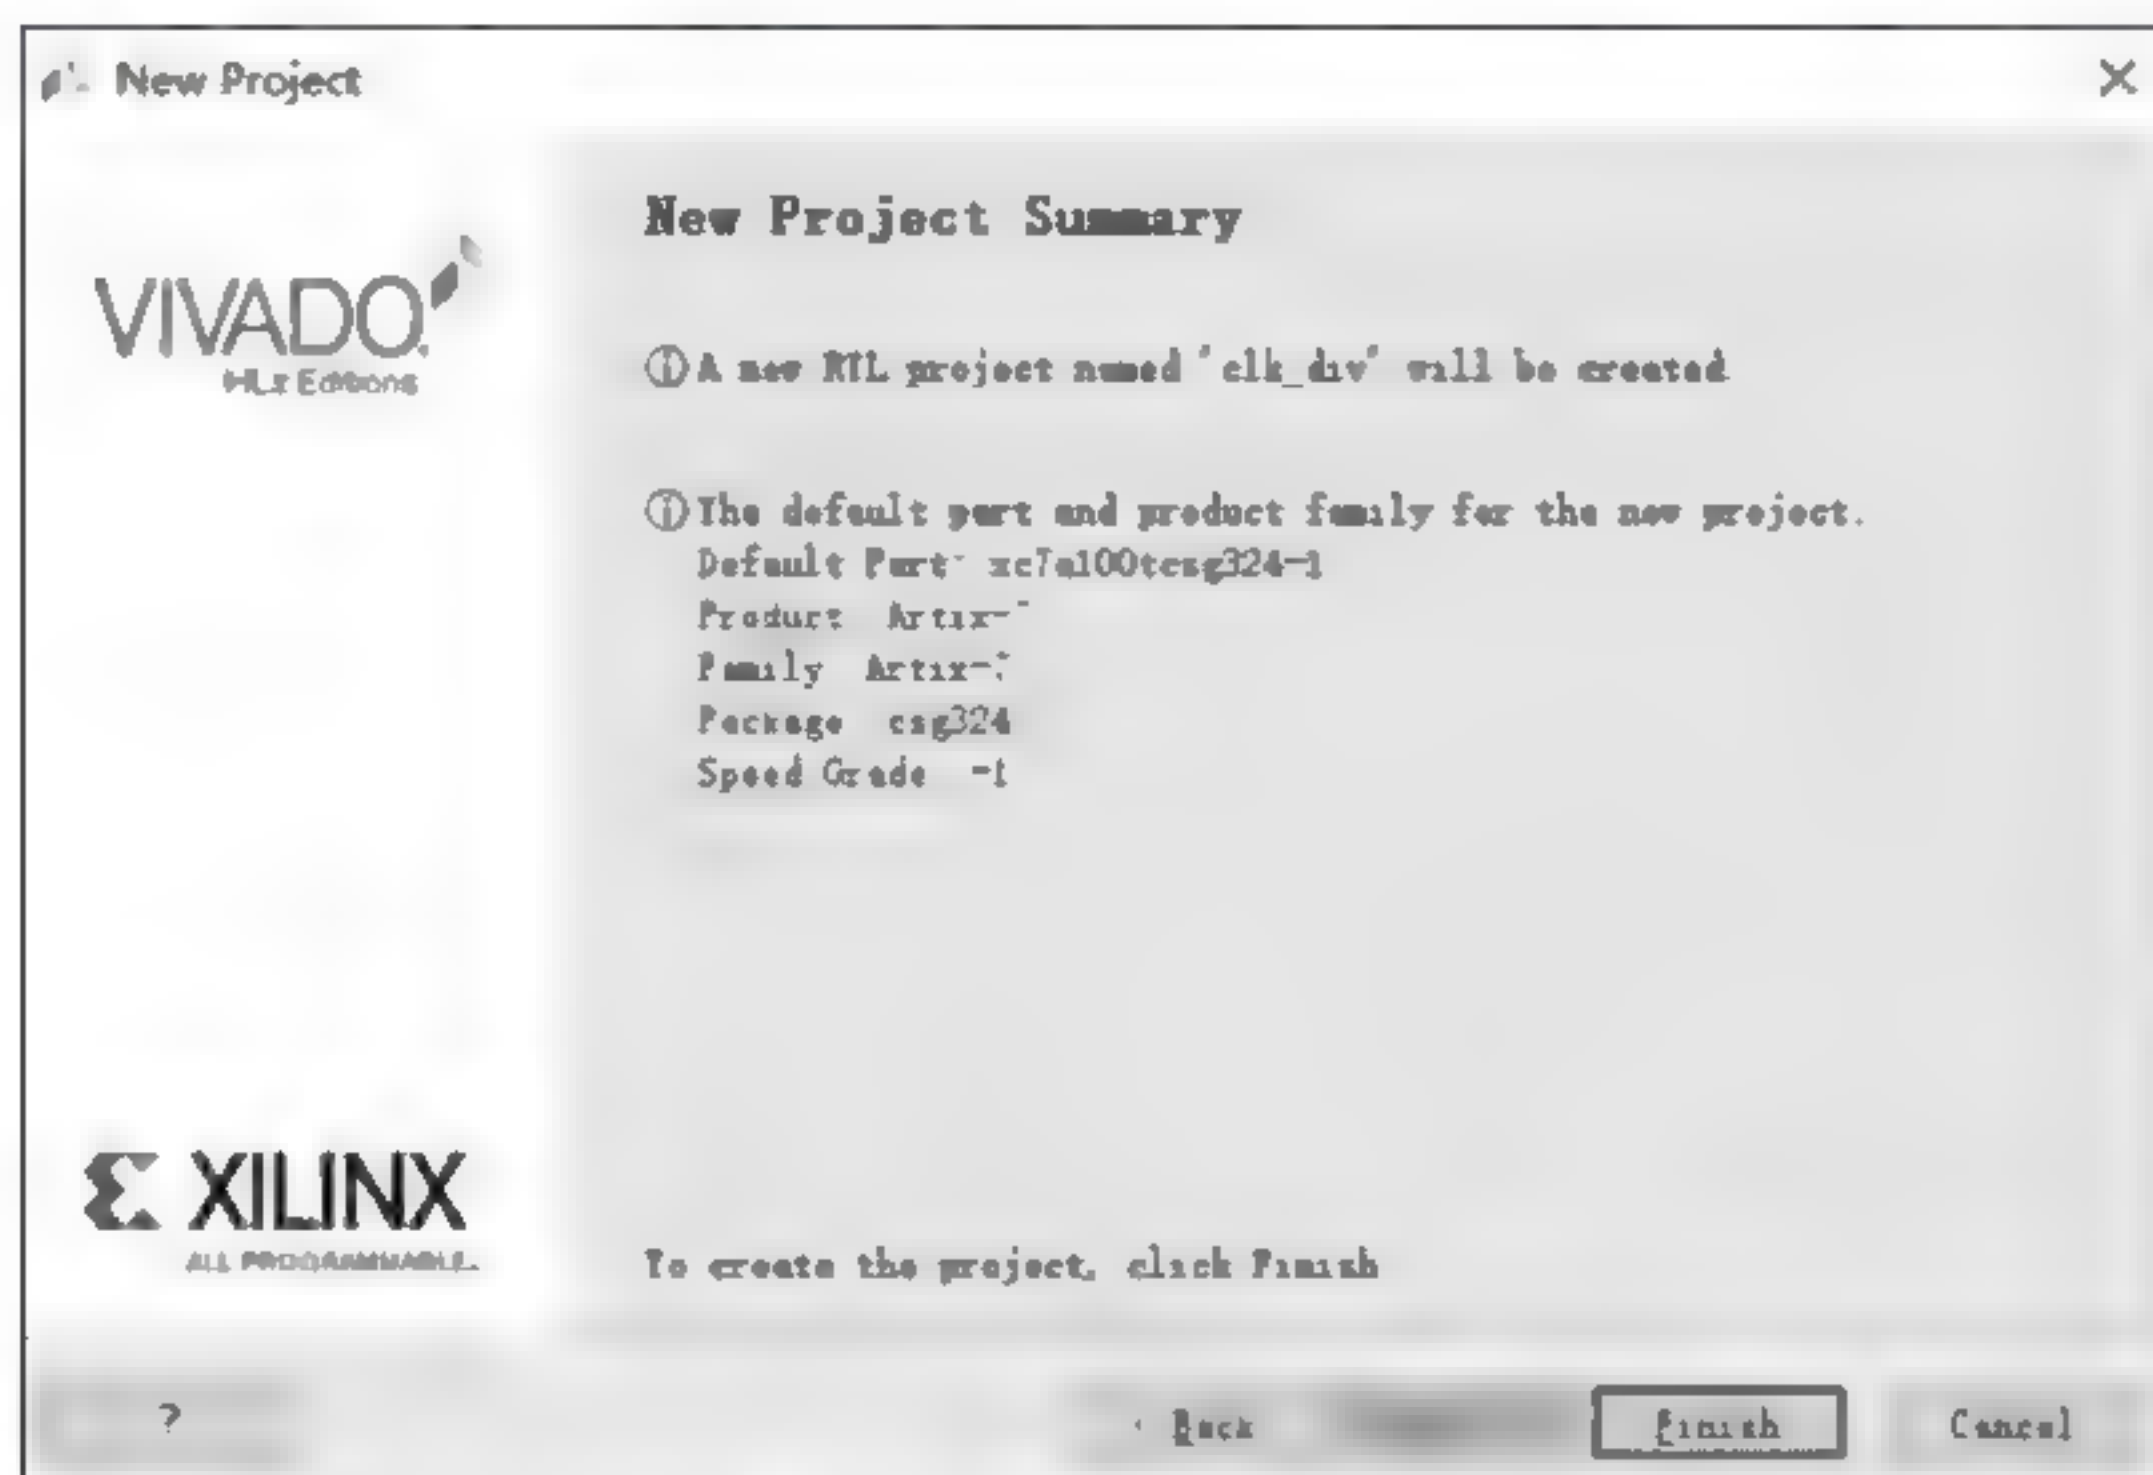 New Project
New Project Summary
VIVADO.
HLx Editions
A new RTL project named 'clk_div' will be created
The default part and product family for the new project.
Default Part: xc7a100tcsg324-1
Product Artix-7
Family Artix-7
Package csg324
Speed Grade -1
XILINX
ALL PROGRAMMABLE.
To create the project, click Finish
?
< Back
Finish
Cancel